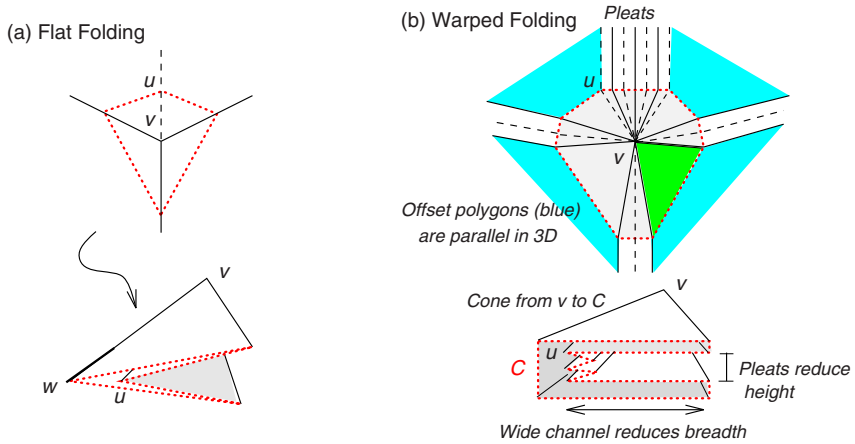 (a) Flat Folding
u
v
v
w
u
(b) Warped Folding
Pleats
u
v
Offset polygons (blue)
are parallel in 3D
v
Cone from v to C
u
C
Pleats reduce
height
Wide channel reduces breadth